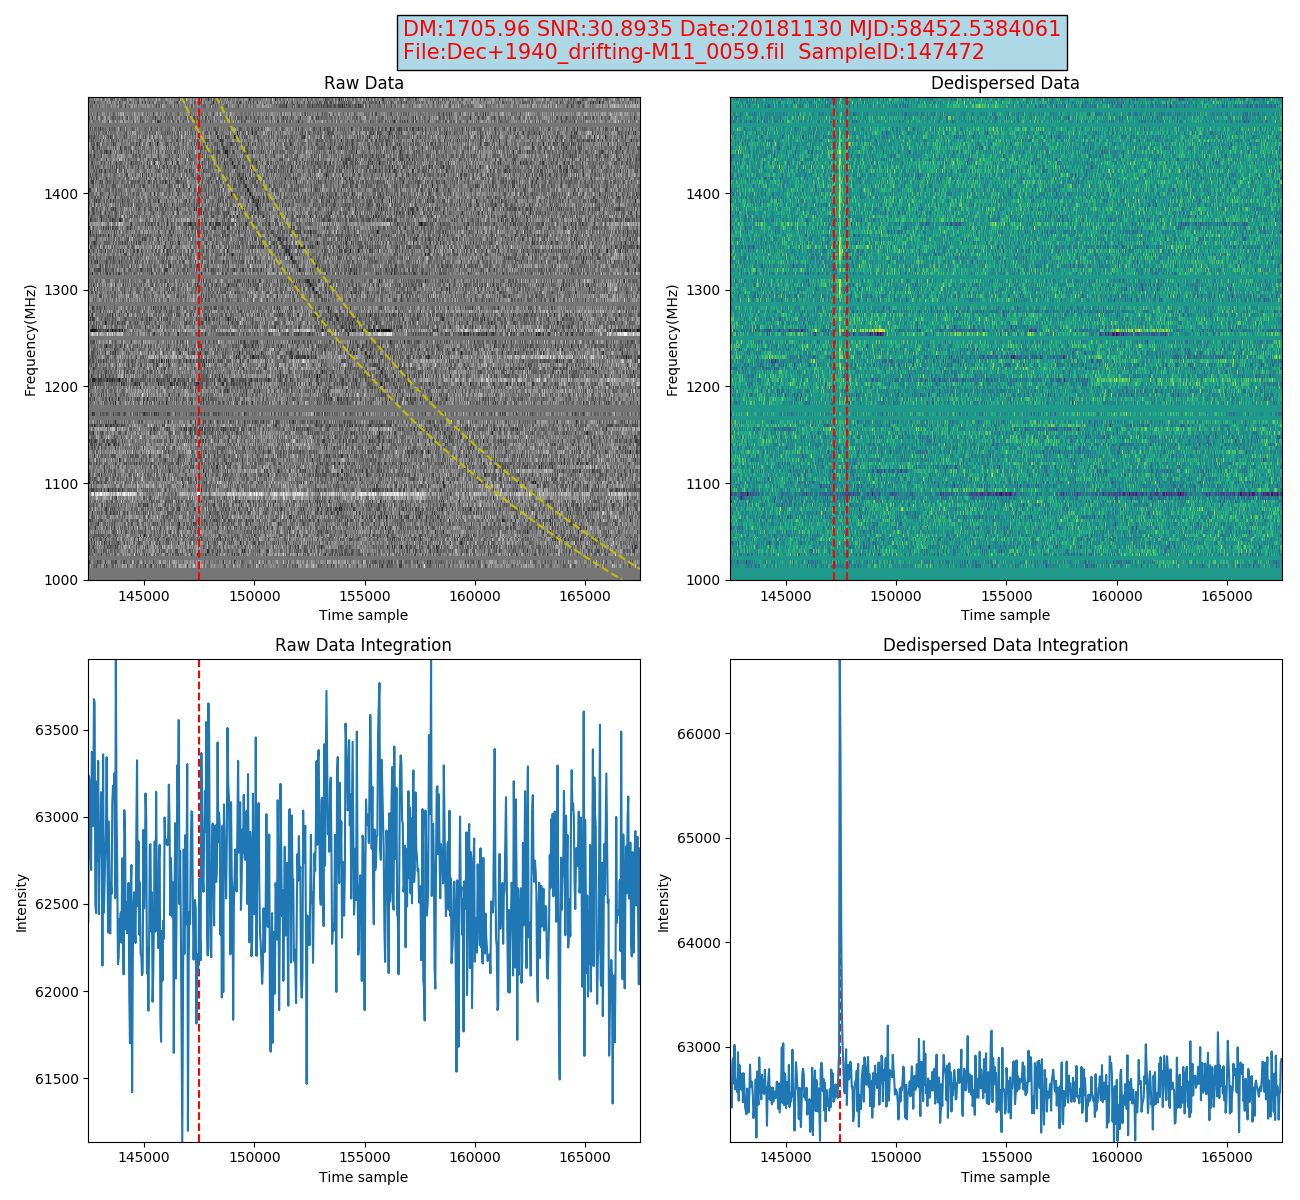 DM:1705.96 SNR:30.8935 Date:20181130 MJD:58452.5384061
File:Dec+1940_drifting-M11_0059.fil  SampleID:147472
Raw Data
Frequency(MHz)
1400
1300
1200
1100
1000
145000 150000 155000 160000 165000
Time sample
Dedispersed Data
Frequency(MHz)
1400
1300
1200
1100
1000
145000 150000 155000 160000 165000
Time sample
Raw Data Integration
Intensity
63500
63000
62500
62000
61500
145000 150000 155000 160000 165000
Time sample
Dedispersed Data Integration
Intensity
66000
65000
64000
63000
145000 150000 155000 160000 165000
Time sample